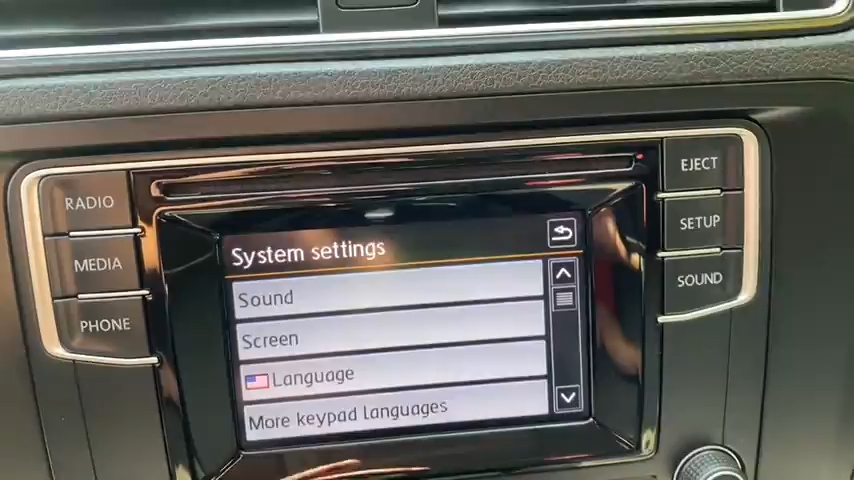 RADIO
MEDIA
PHONE
System settings
Sound
Screen
Language
More keypad languages
EJECT
SETUP
SOUND